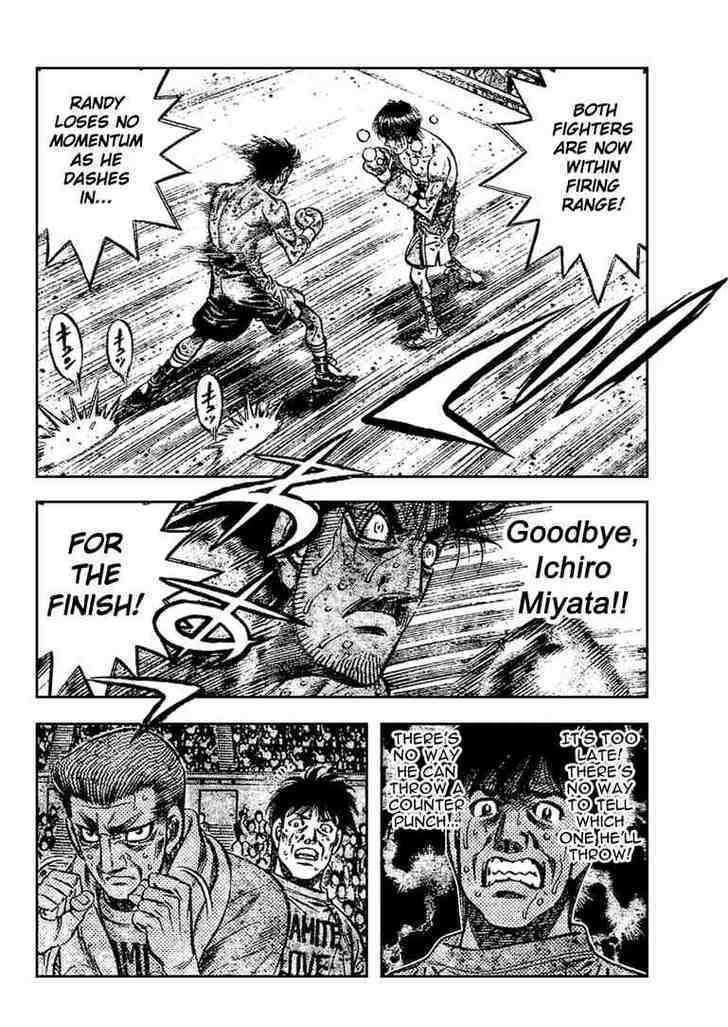 BOTH
FIGHTERS
ARE NOW
WITHIN
FIRING
RANGE!
RANDY
LOSES NO
MOMENTUM
AS HE
DASHES
IN...
Goodbye,
Ichiro
Miyata!!
FOR
THE
FINISH!
IT'S TOO
LATE!
THERE'S
NO WAY
TO TELL
WHICH
ONE HE'LL
THROW!
THERE'S
NO WAY
HE CAN
THROW A
COUNTER
PUNCH!..
AMITE
LOVE